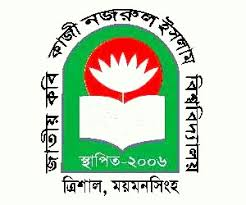 জাতীয় কবি কাজী নজরুল ইসলাম বিশ্ববিদ্যালয়
স্থাপিত-২০০৬
ত্রিশাল, ময়মনসিংহ